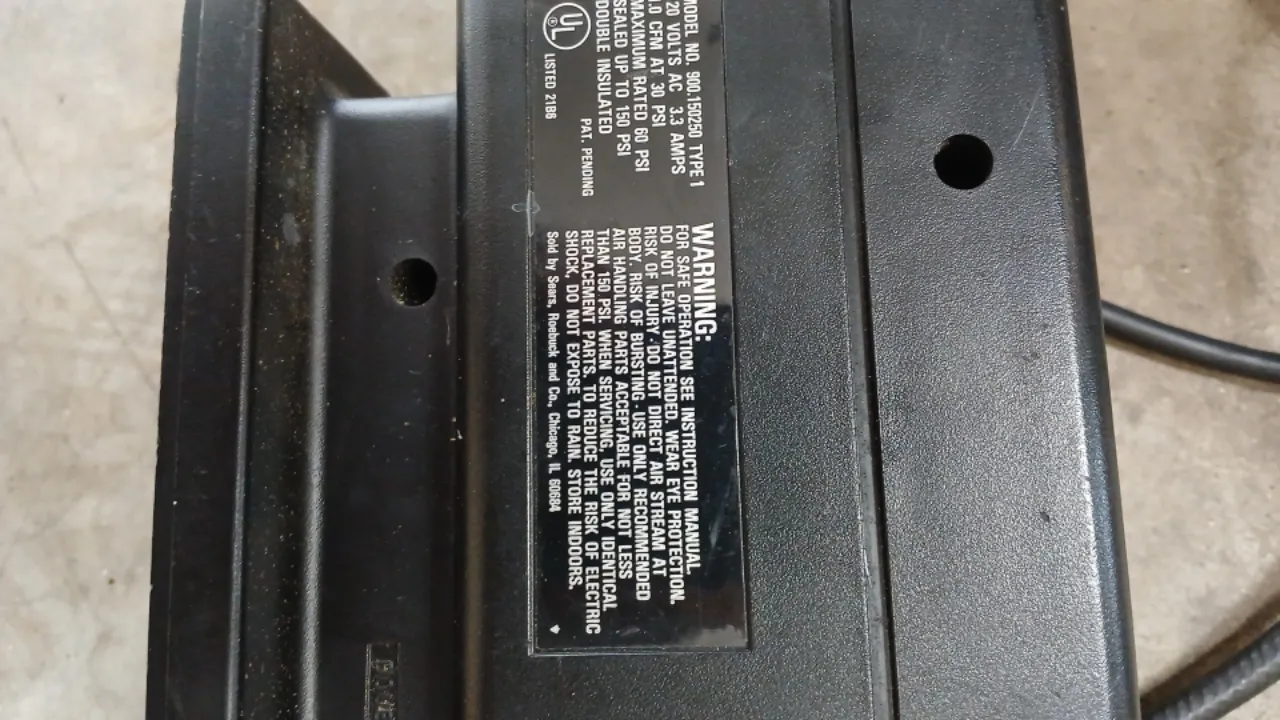 MODEL NO. 900.150250 TYPE 1
20 VOLTS AC 3.3 AMPS
1.0 CFM AT 30 PSI
MAXIMUM RATED 60 PSI
SEALED UP TO 150 PSI
DOUBLE INSULATED
PAT. PENDING
UL ® LISTED 21B6
WARNING:
FOR SAFE OPERATION SEE INSTRUCTION MANUAL.
DO NOT LEAVE UNATTENDED. WEAR EYE PROTECTION.
RISK OF INJURY - DO NOT DIRECT AIR STREAM AT
BODY. RISK OF BURSTING - USE ONLY RECOMMENDED
AIR HANDLING PARTS ACCEPTABLE FOR NOT LESS
THAN 150 PSI. WHEN SERVICING, USE ONLY IDENTICAL
REPLACEMENT PARTS. TO REDUCE THE RISK OF ELECTRIC
SHOCK, DO NOT EXPOSE TO RAIN. STORE INDOORS.
Sold by Sears, Roebuck and Co., Chicago, IL 60684